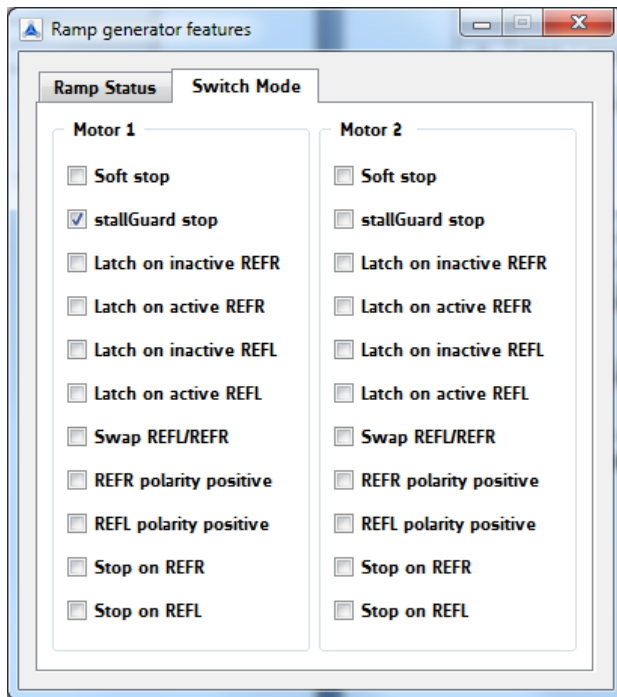 Ramp generator features
Ramp Status
Switch Mode
Motor 1
Soft stop
stallGuard stop
Latch on inactive REFR
Latch on active REFR
Latch on inactive REFL
Latch on active REFL
Swap REFL/REFR
REFR polarity positive
REFL polarity positive
Stop on REFR
Stop on REFL
Motor 2
Soft stop
stallGuard stop
Latch on inactive REFR
Latch on active REFR
Latch on inactive REFL
Latch on active REFL
Swap REFL/REFR
REFR polarity positive
REFL polarity positive
Stop on REFR
Stop on REFL